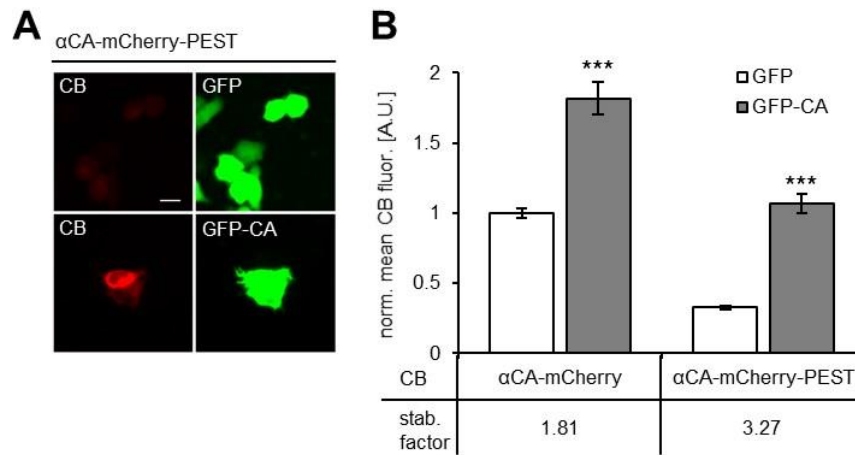 A
αCA-mCherry-PEST
CB
GFP
CB
GFP-CA
B
norm. mean CB fluor. [A.U.]
2
1.5
1
0.5
0
***
***
GFP
GFP-CA
CB
αCA-mCherry
αCA-mCherry-PEST
stab.
factor
1.81
3.27